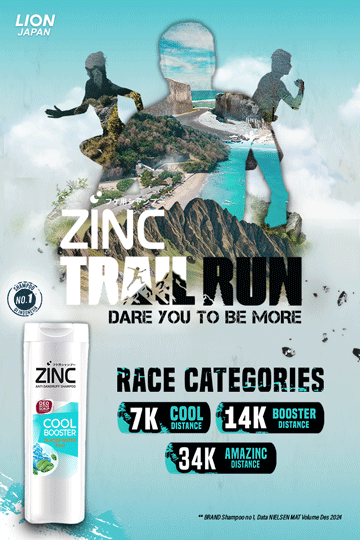 LION
JAPAN
ZINC
TRAIL RUN
DARE YOU TO BE MORE
SHAMPOO
NO.1
ZINC
ANTI-DANDRUFF SHAMPOO
COOL
BOOSTER
RACE CATEGORIES
7K COOL DISTANCE
14K BOOSTER DISTANCE
34K AMAZINC DISTANCE
** BRAND Shampoo no 1, Data NIELSEN MAT Volume Des 2024